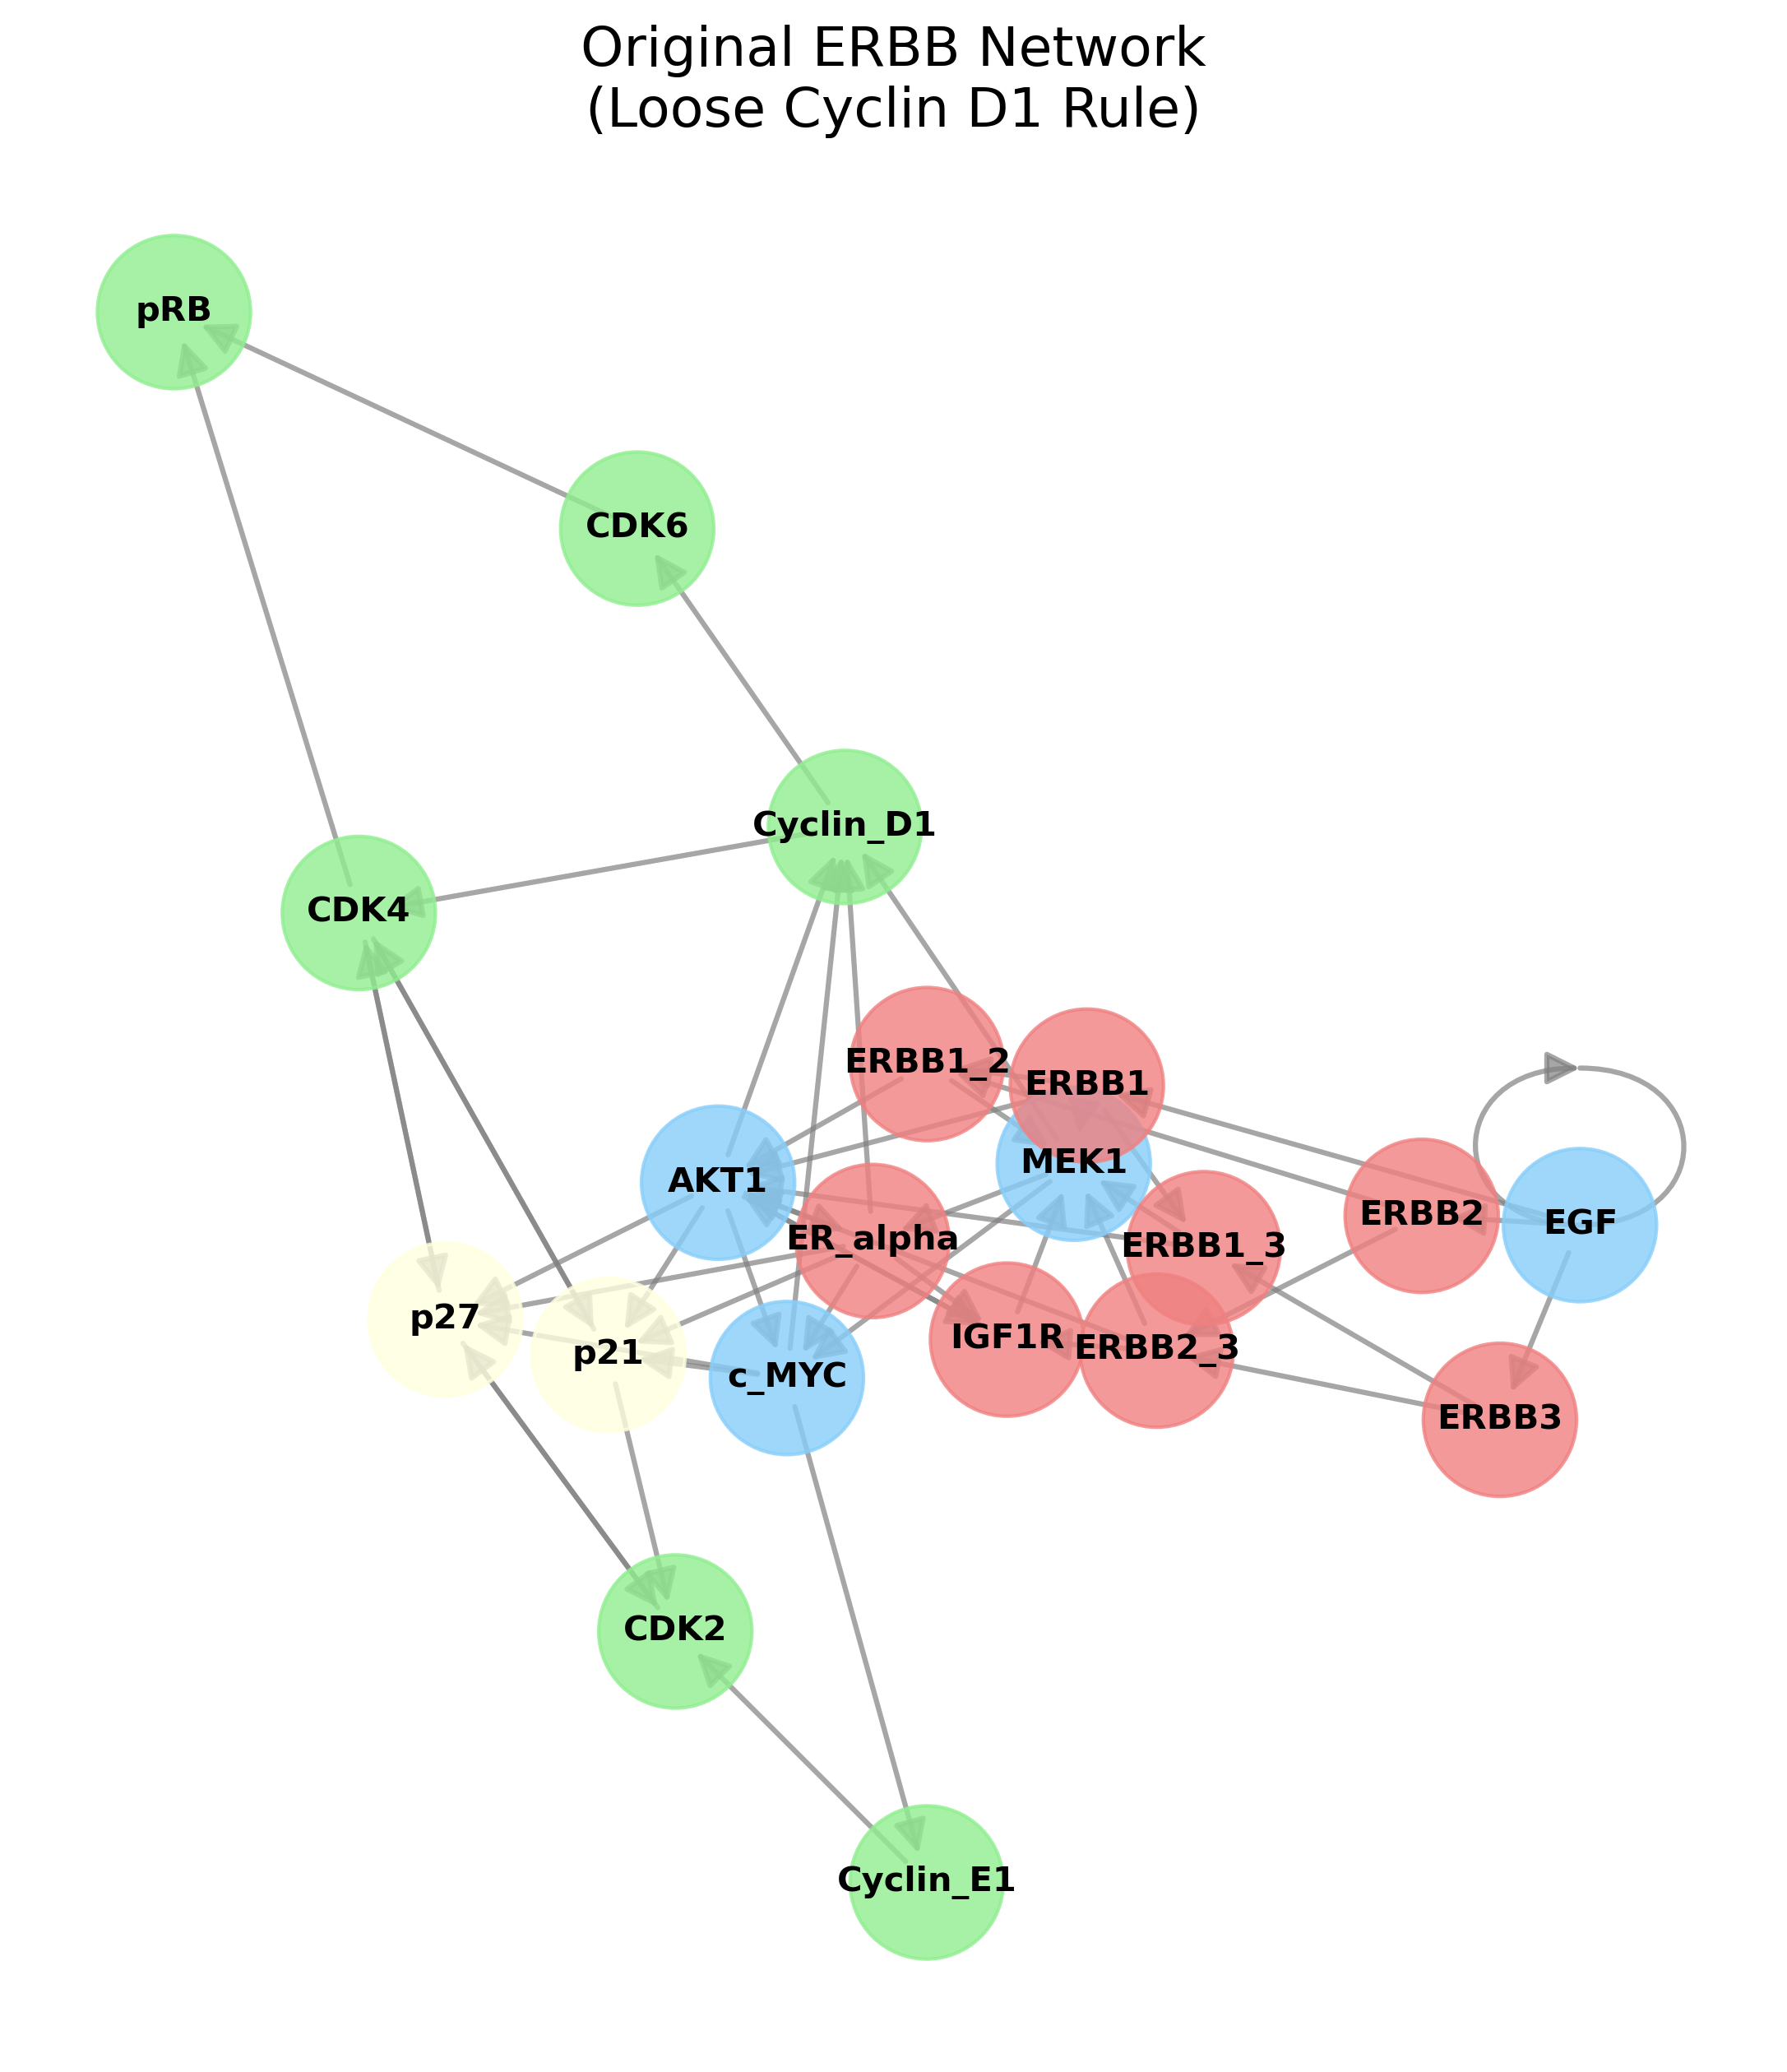 Original ERBB Network
(Loose Cyclin D1 Rule)
pRB
CDK6
Cyclin_D1
CDK4
ERBB1_2
ERBB1
MEK1
AKT1
ERBB2
EGF
ER_alpha
ERBB1_3
p27
IGF1R
ERBB2_3
p21
c_MYC
ERBB3
CDK2
Cyclin_E1